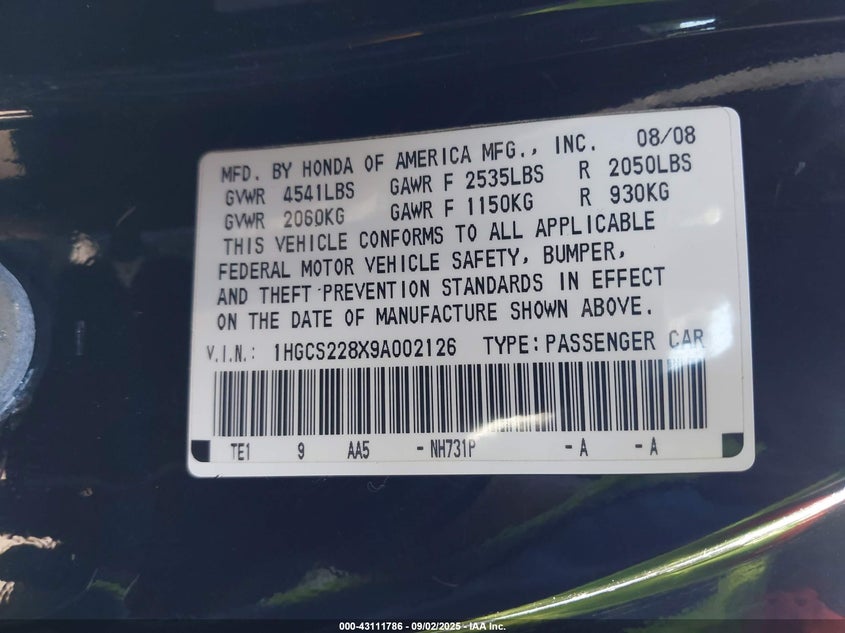 MFD. BY HONDA OF AMERICA MFG., INC. 08/08
GVWR 4541LBS GAWR F 2535LBS R 2050LBS
GVWR 2060KG GAWR F 1150KG R 930KG
THIS VEHICLE CONFORMS TO ALL APPLICABLE
FEDERAL MOTOR VEHICLE SAFETY, BUMPER,
AND THEFT PREVENTION STANDARDS IN EFFECT
ON THE DATE OF MANUFACTURE SHOWN ABOVE.
V.I.N.: 1HGCS228X9A002126 TYPE: PASSENGER CAR
TE1 9 AA5 - NH731P - A - A
000-43111786 - 09/02/2025 - IAA Inc.